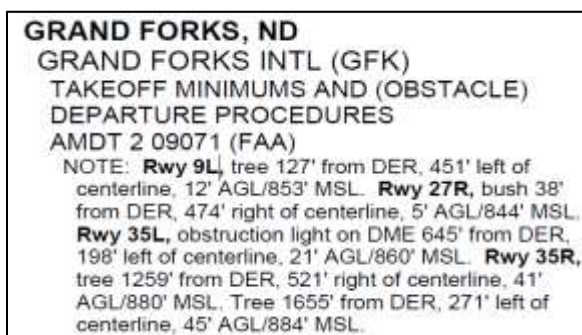 GRAND FORKS, ND
GRAND FORKS INTL (GFK)
TAKEOFF MINIMUMS AND (OBSTACLE)
DEPARTURE PROCEDURES
AMDT 2 09071 (FAA)
NOTE: Rwy 9L, tree 127' from DER, 451' left of
centerline, 12' AGL/853' MSL. Rwy 27R, bush 38'
from DER, 474' right of centerline, 5' AGL/844' MSL.
Rwy 35L, obstruction light on DME 645' from DER,
198' left of centerline, 21' AGL/860' MSL. Rwy 35R,
tree 1259' from DER, 521' right of centerline, 41'
AGL/880' MSL. Tree 1655' from DER, 271' left of
centerline, 45' AGL/884' MSL.